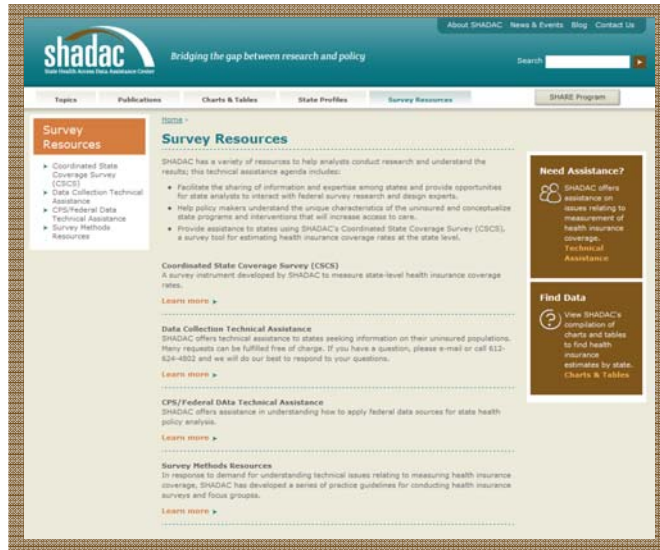 About SHADAC News & Events Blog Contact Us
shadac
State Health Access Data Assistance Center
Bridging the gap between research and policy
Search
Topics Publications Charts & Tables State Profiles Survey Resources SHARE Program
Survey
Resources
Coordinated State
Coverage Survey
(CSCS)
Data Collection Technical
Assistance
CPS/Federal Data
Technical Assistance
Survey Methods
Resources
Home ›
Survey Resources
SHADAC has a variety of resources to help analysts conduct research and understand the
results; this technical assistance agenda includes:
Facilitate the sharing of information and expertise among states and provide opportunities
for state analysts to interact with federal survey research and design experts.
Help policy makers understand the unique characteristics of the uninsured and conceptualize
state programs and interventions that will increase access to care.
Provide assistance to states using SHADAC's Coordinated State Coverage Survey (CSCS),
a survey tool for estimating health insurance coverage rates at the state level.
Coordinated State Coverage Survey (CSCS)
A survey instrument developed by SHADAC to measure state-level health insurance coverage
rates.
Learn more
Data Collection Technical Assistance
SHADAC offers technical assistance to states seeking information on their uninsured populations.
Many requests can be fulfilled free of charge. If you have a question, please e-mail or call 612-
624-4802 and we will do our best to respond to your questions.
Learn more
CPS/Federal DAta Technical Assistance
SHADAC offers assistance in understanding how to apply federal data sources for state health
policy analysis.
Learn more
Survey Methods Resources
In response to demand for understanding technical issues relating to measuring health insurance
coverage, SHADAC has developed a series of practice guidelines for conducting health insurance
surveys and focus groupss.
Learn more
Need Assistance?
SHADAC offers
assistance on
issues relating to
measurement of
health insurance
coverage.
Technical
Assistance
Find Data
View SHADAC's
compilation of
charts and tables
to find health
insurance
estimates by state.
Charts & Tables